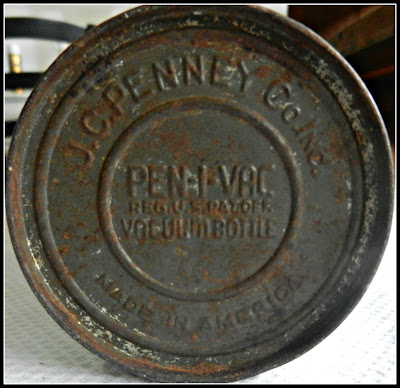 J.C.PENNEY.Co.Inc.
PEN-I-VAC
REG.U.S.PAT.OFF.
VACUUM BOTTLE
MADE IN AMERICA